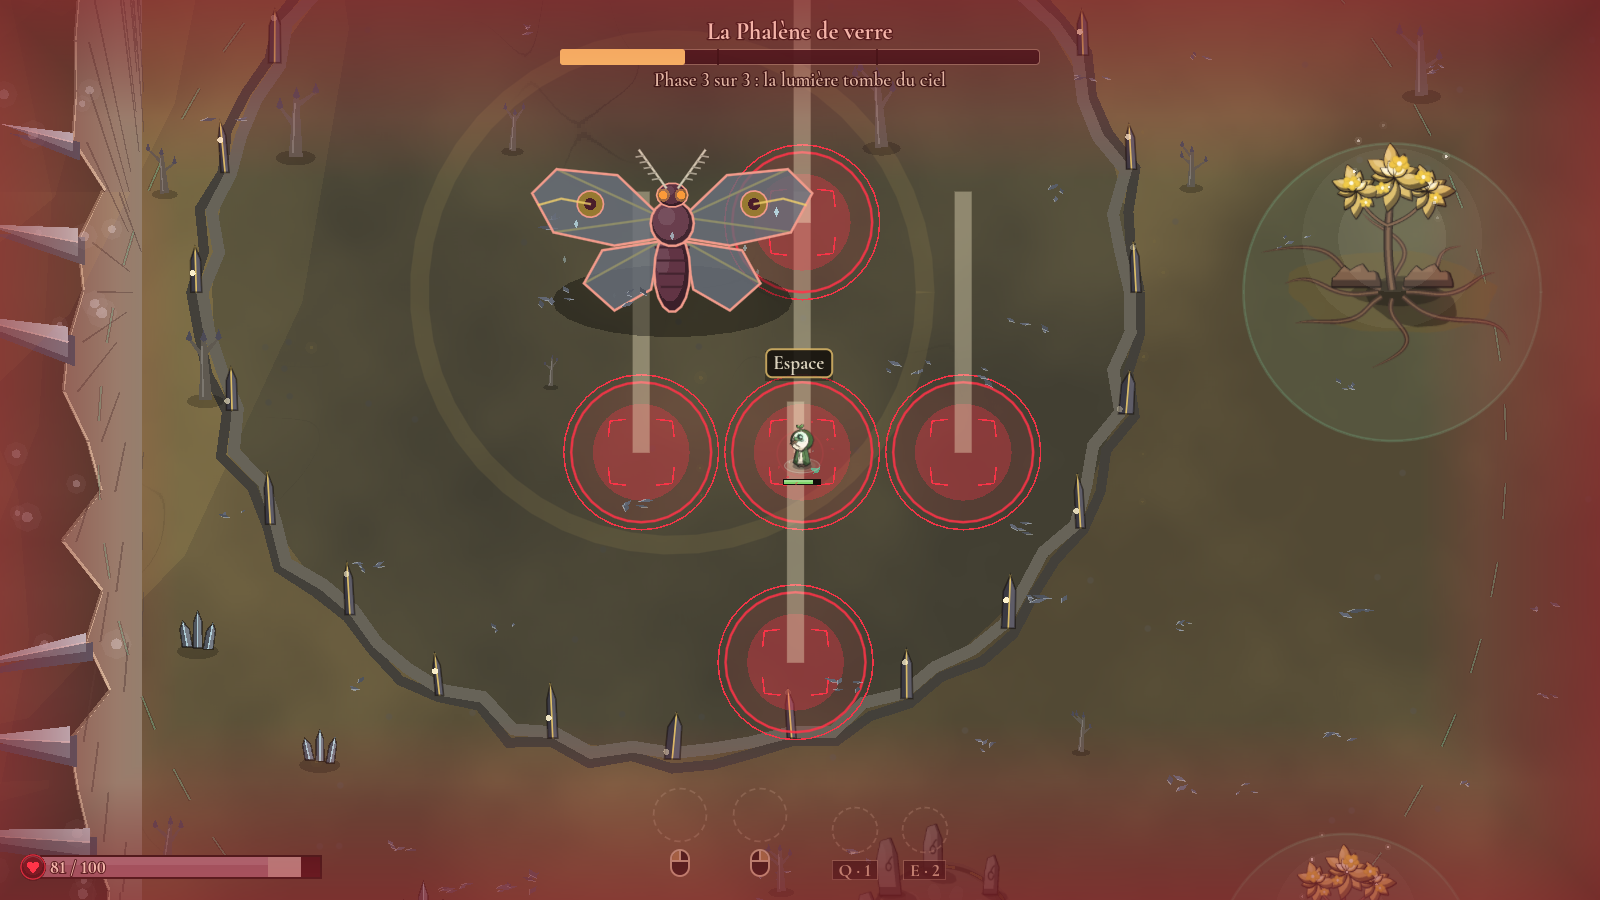 La Phalène de verre
Phase 3 sur 3 : la lumière tombe du ciel
Espace
81 / 100
Q · 1
E · 2